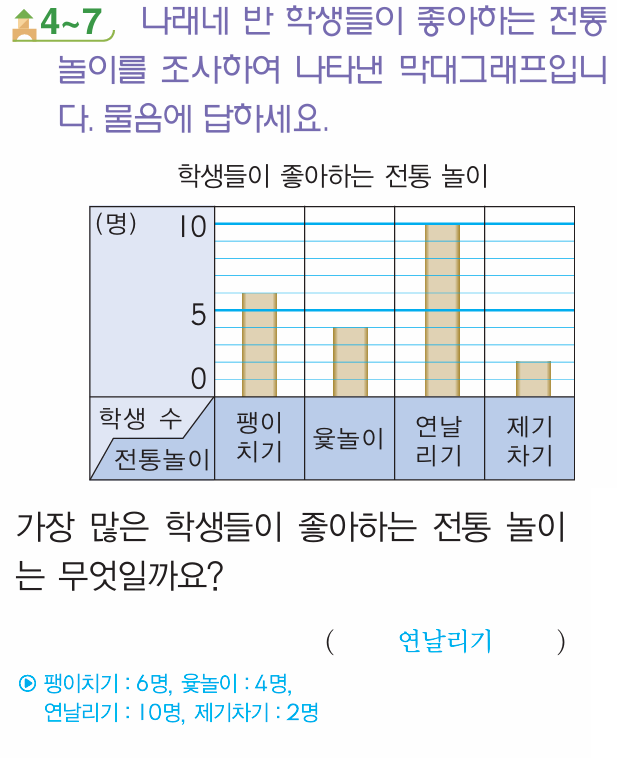 4~7 나래네 반 학생들이 좋아하는 전통
놀이를 조사하여 나타낸 막대그래프입니
다. 물음에 답하세요.
학생들이 좋아하는 전통 놀이
(명) 10
5
0
학생 수
전통놀이
팽이
치기
윷놀이
연날
리기
제기
차기
가장 많은 학생들이 좋아하는 전통 놀이
는 무엇일까요?
( 연날리기 )
팽이치기 : 6명, 윷놀이 : 4명,
연날리기 : 10명, 제기차기 : 2명